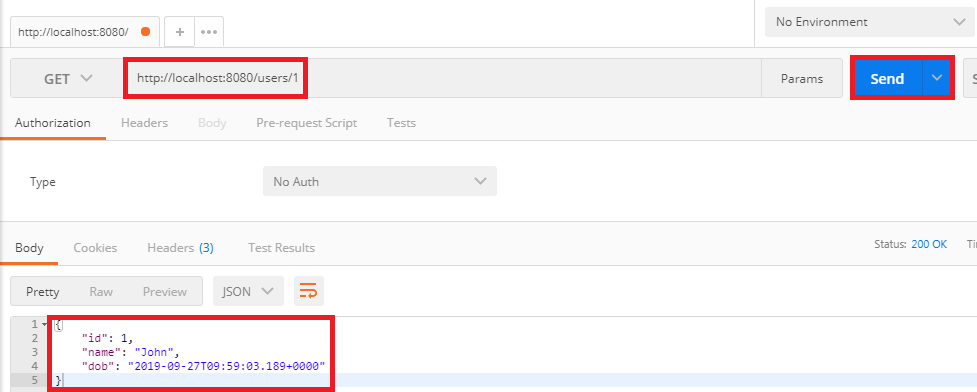 http://localhost:8080/ + ••• No Environment
GET http://localhost:8080/users/1 Params Send
Authorization Headers Body Pre-request Script Tests
Type No Auth
Body Cookies Headers (3) Test Results Status: 200 OK
Pretty Raw Preview JSON
1 {
2 "id": 1,
3 "name": "John",
4 "dob": "2019-09-27T09:59:03.189+0000"
5 }